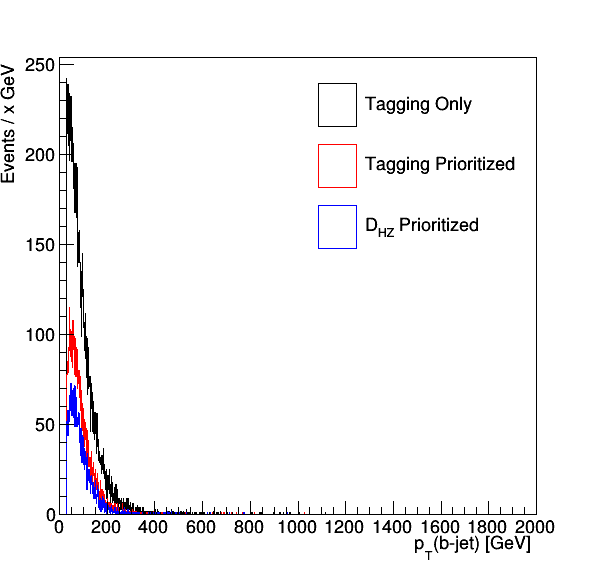 Events / x GeV
250
200
150
100
50
0
Tagging Only
Tagging Prioritized
D_HZ Prioritized
0 200 400 600 800 1000 1200 1400 1600 1800 2000
p_T(b-jet) [GeV]